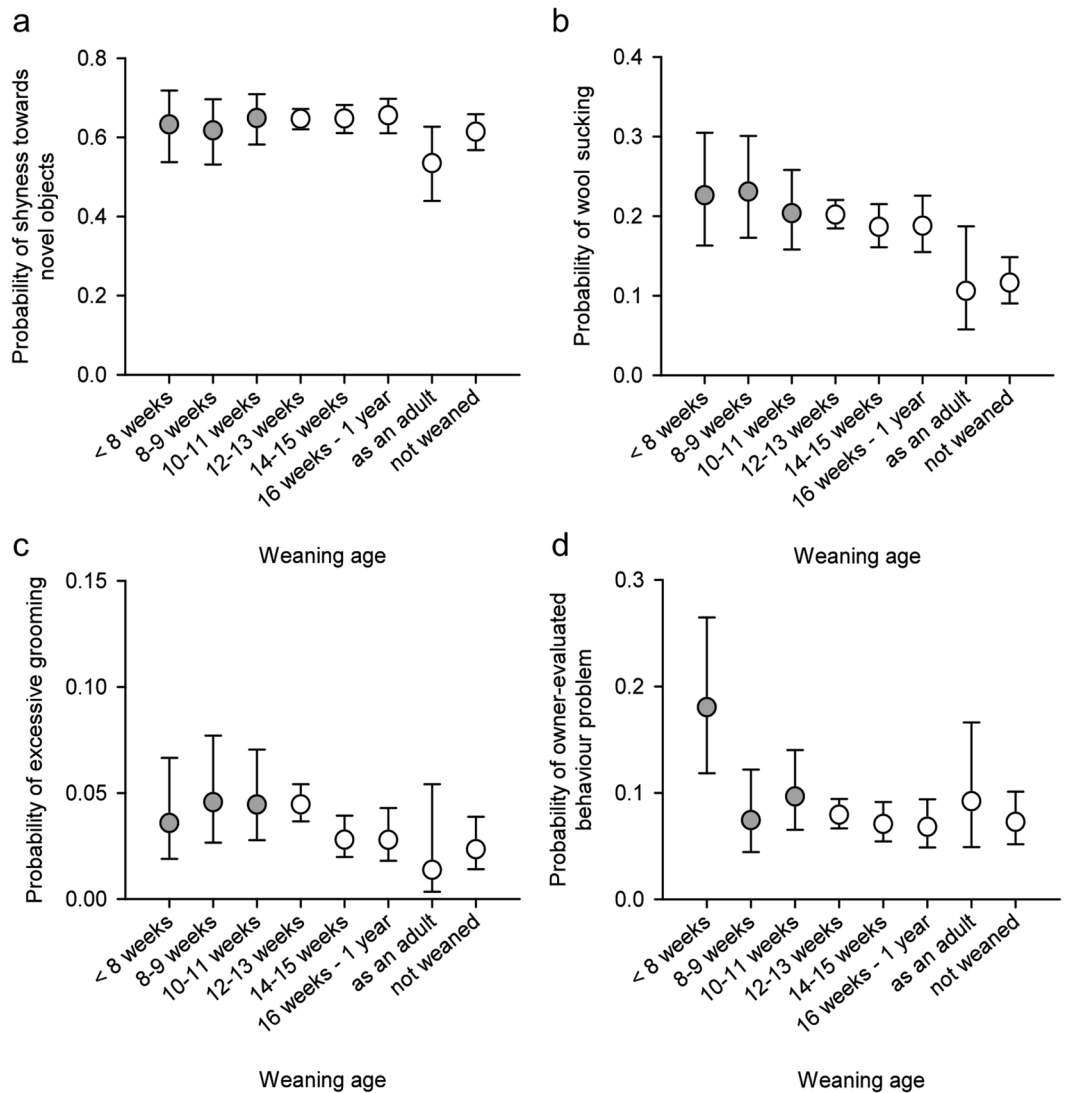 a
Probability of shyness towards
novel objects
0.8
0.6
0.4
0.2
0.0
< 8 weeks
8-9 weeks
10-11 weeks
12-13 weeks
14-15 weeks
16 weeks - 1 year
as an adult
not weaned
Weaning age
b
Probability of wool sucking
0.4
0.3
0.2
0.1
0.0
< 8 weeks
8-9 weeks
10-11 weeks
12-13 weeks
14-15 weeks
16 weeks - 1 year
as an adult
not weaned
Weaning age
c
Probability of excessive grooming
0.15
0.10
0.05
0.00
< 8 weeks
8-9 weeks
10-11 weeks
12-13 weeks
14-15 weeks
16 weeks - 1 year
as an adult
not weaned
Weaning age
d
Probability of owner-evaluated
behaviour problem
0.3
0.2
0.1
0.0
< 8 weeks
8-9 weeks
10-11 weeks
12-13 weeks
14-15 weeks
16 weeks - 1 year
as an adult
not weaned
Weaning age